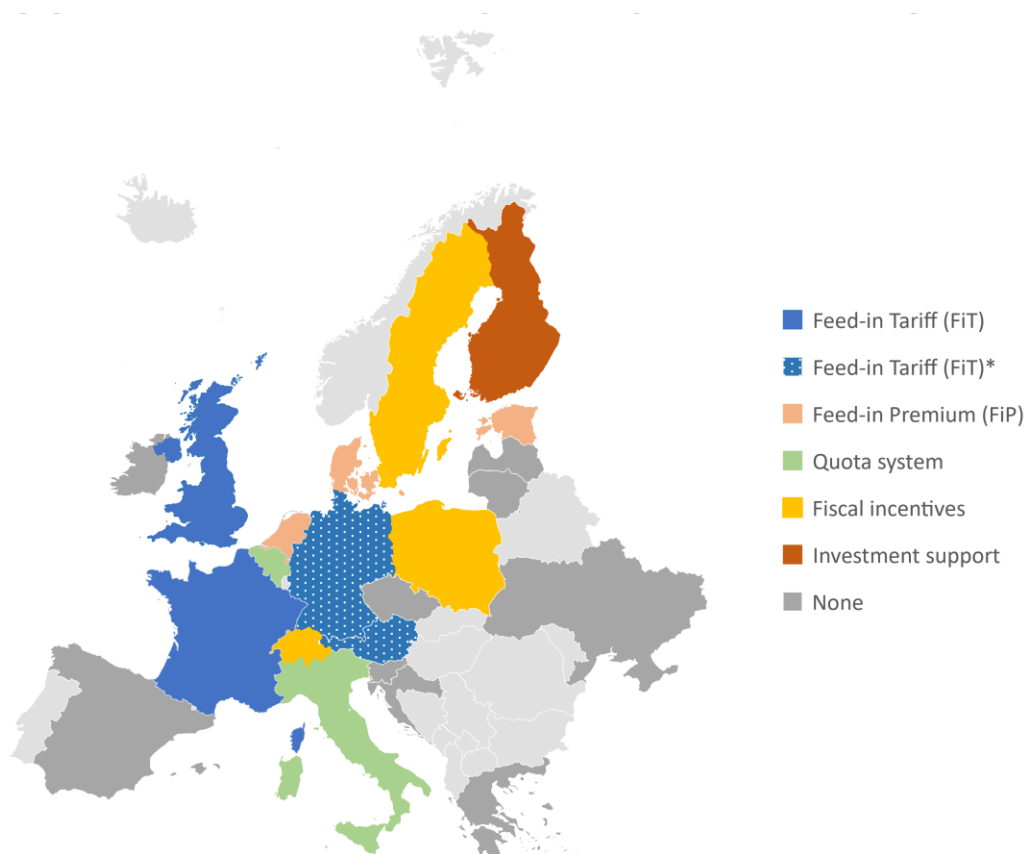 Feed-in Tariff (FiT)
Feed-in Tariff (FiT)*
Feed-in Premium (FiP)
Quota system
Fiscal incentives
Investment support
None